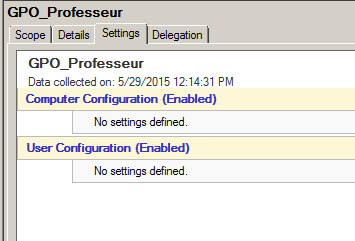 GPO_Professeur
Scope Details Settings Delegation
GPO_Professeur
Data collected on: 5/29/2015 12:14:31 PM
Computer Configuration (Enabled)
No settings defined.
User Configuration (Enabled)
No settings defined.